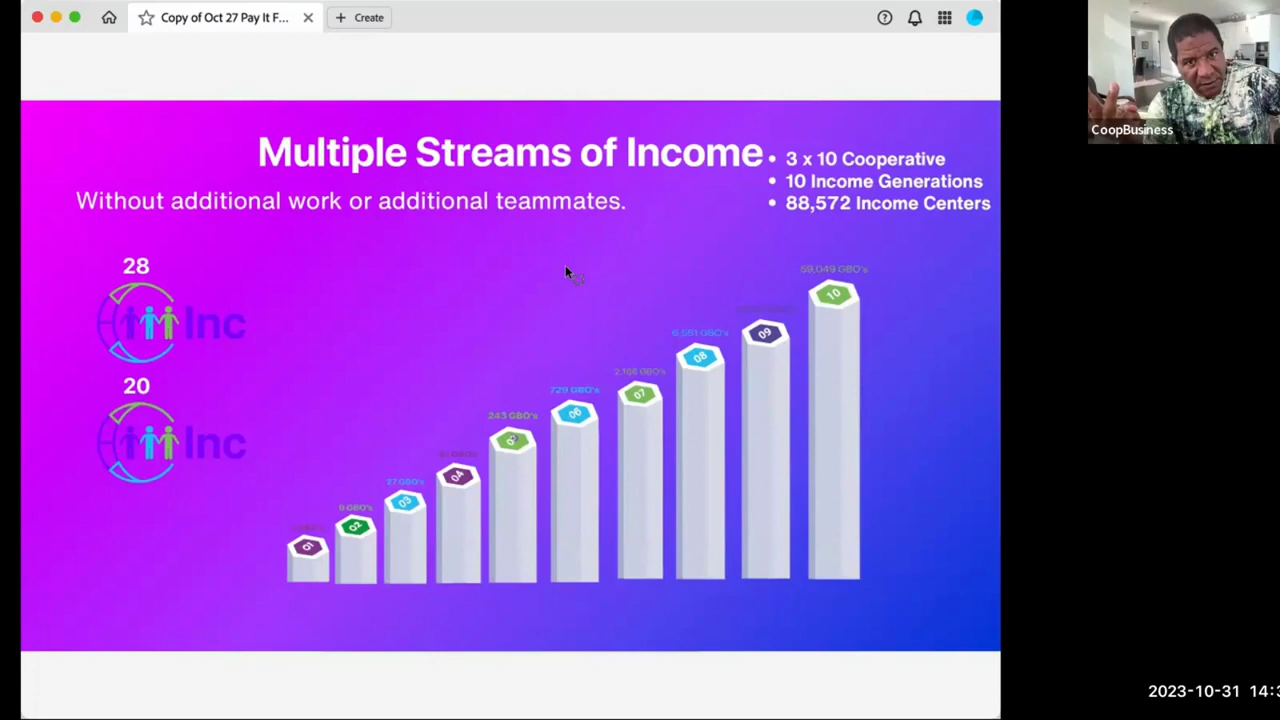 Copy of Oct 27 Pay It F...
Create
CoopBusiness
Multiple Streams of Income
Without additional work or additional teammates.
• 3 x 10 Cooperative
• 10 Income Generations
• 88,572 Income Centers
28
Inc
20
Inc
59,049 GBO's
10
09
6,561 GBO's
08
2,186 GBO's
07
729 GBO's
06
243 GBO's
04
27 GBO's
03
9 GBO's
02
01
2023-10-31 14:3